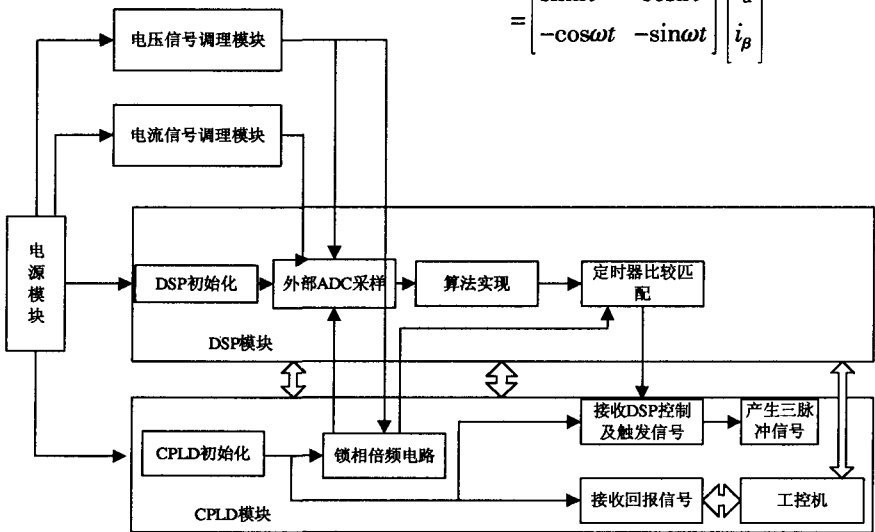 电压信号调理模块
= [ -cosωt -sinωt ] [ i_β ]
电流信号调理模块
电源模块
DSP初始化
外部ADC采样
算法实现
定时器比较匹
配
DSP模块
CPLD初始化
锁相倍频电路
接收DSP控制
及触发信号
产生三脉
冲信号
接收回报信号
工控机
CPLD模块